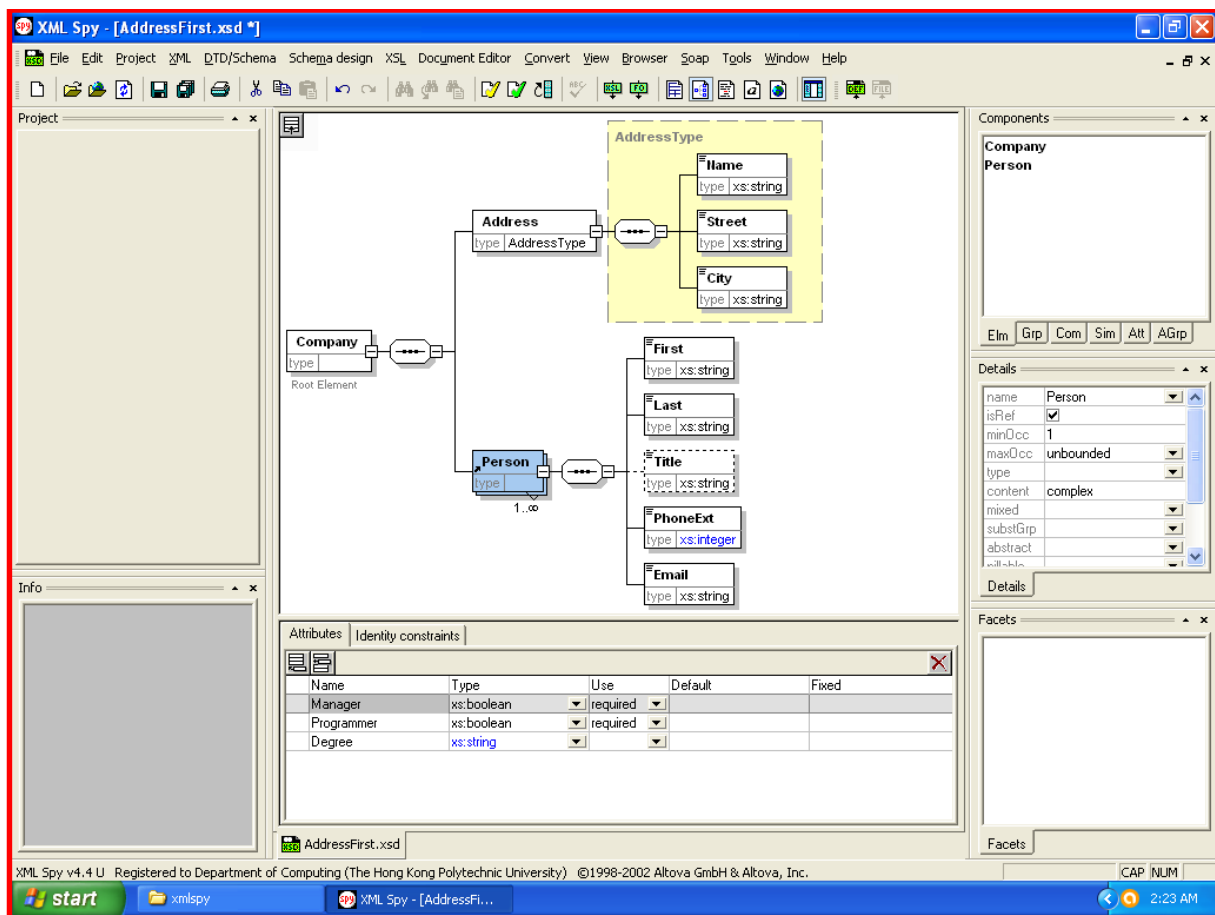 XML Spy - [AddressFirst.xsd *]
File Edit Project XML DTD/Schema Schema design XSL Document Editor Convert View Browser Soap Tools Window Help
Project
AddressType
Name
type xs:string
Address
type AddressType
Street
type xs:string
City
type xs:string
Company
type
Root Element
First
type xs:string
Last
type xs:string
Person
type
1..∞
Title
type xs:string
PhoneExt
type xs:integer
Email
type xs:string
Components
Company
Person
Elm Grp Com Sim Att AGrp
Details
name Person
isRef
minOcc 1
maxOcc unbounded
type
content complex
mixed
substGrp
abstract
Details
Info
Attributes Identity constraints
Name Type Use Default Fixed
Manager xs:boolean required
Programmer xs:boolean required
Degree xs:string
Facets
Facets
AddressFirst.xsd
XML Spy v4.4 U Registered to Department of Computing (The Hong Kong Polytechnic University) ©1998-2002 Altova GmbH & Altova, Inc.
CAP NUM
start xmlspy XML Spy - [AddressFi... 2:23 AM